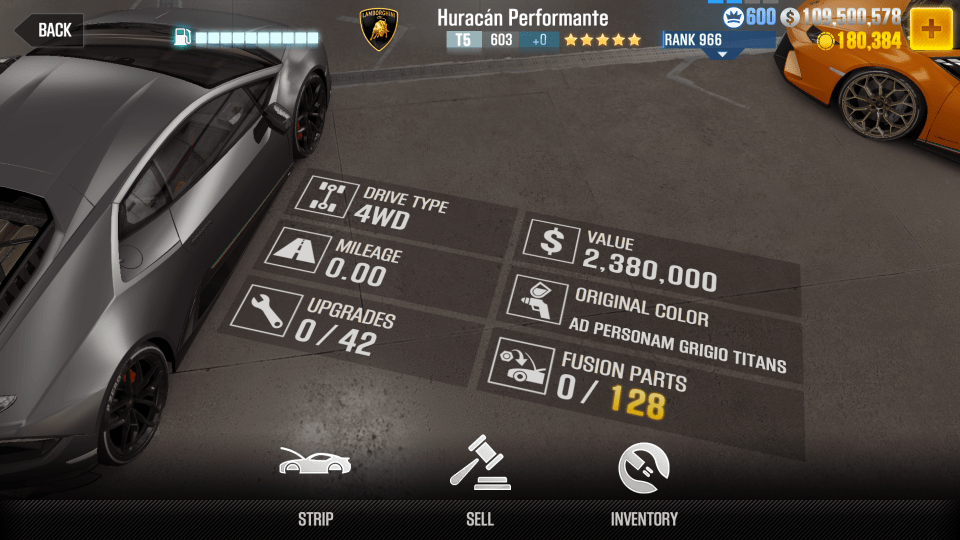 BACK
LAMBORGHINI
Huracán Performante
T5 603 +0
RANK 966
600
$ 109,500,578
180,384
DRIVE TYPE
4WD
MILEAGE
0.00
UPGRADES
0 / 42
$ VALUE
2,380,000
ORIGINAL COLOR
AD PERSONAM GRIGIO TITANS
FUSION PARTS
0 / 128
STRIP
SELL
INVENTORY